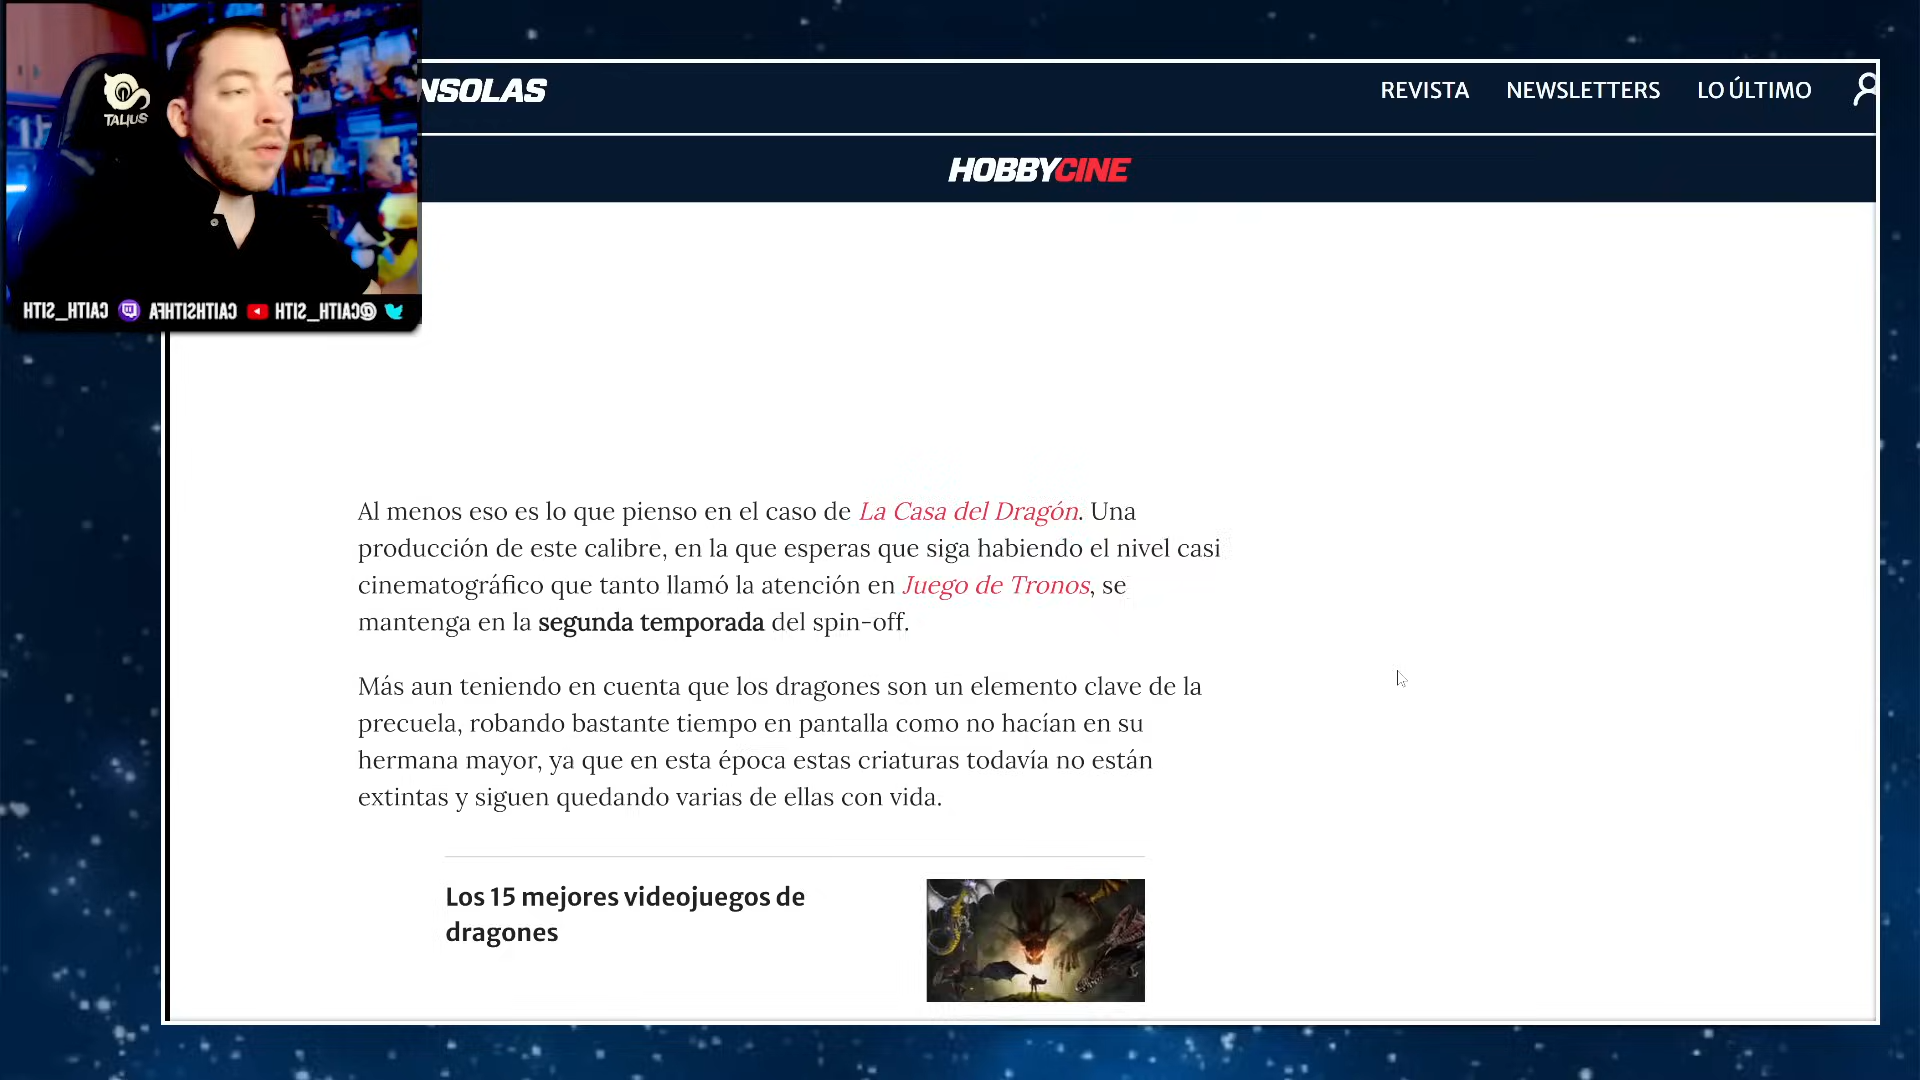 TALIUS
CAITH_SITH CAITHSITHFA @CAITH_SITH
NSOLAS
REVISTA NEWSLETTERS LO ÚLTIMO
HOBBYCINE
Al menos eso es lo que pienso en el caso de La Casa del Dragón. Una
producción de este calibre, en la que esperas que siga habiendo el nivel casi
cinematográfico que tanto llamó la atención en Juego de Tronos, se
mantenga en la segunda temporada del spin-off.
Más aun teniendo en cuenta que los dragones son un elemento clave de la
precuela, robando bastante tiempo en pantalla como no hacían en su
hermana mayor, ya que en esta época estas criaturas todavía no están
extintas y siguen quedando varias de ellas con vida.
Los 15 mejores videojuegos de
dragones